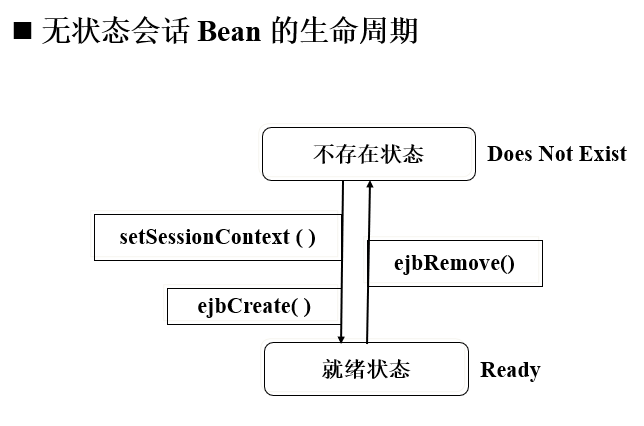 ■ 无状态会话 Bean 的生命周期
不存在状态 Does Not Exist
setSessionContext ( )
ejbRemove()
ejbCreate( )
就绪状态 Ready